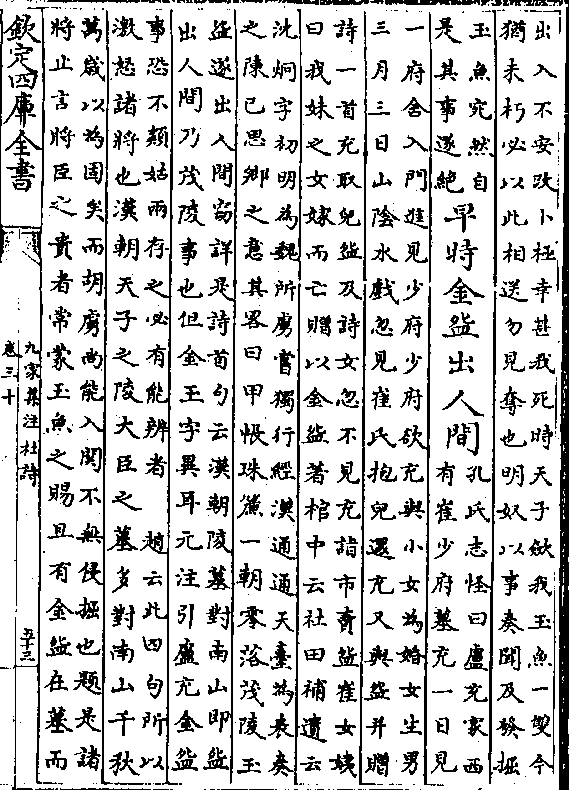 出入不安改卜極幸甚我死時天子斂我玉魚一雙今
猶未朽必以此相送勿見奪也明奴以事奏聞及發掘
玉魚宛然自
是其事遂絶
早時金盌出人間
孔氏志怪曰盧充家西
有崔少府墓充一日見
一府舍入門進見少府少府欲充與小女為婚女生男
三月三日山陰水戲忽見崔氏抱兒還充又與盌并贈
詩一首充取兒盌及詩女忽不見充詣市賣盌崔女姨
曰我妹之女嫁而亡贈以金盌著棺中云社田補遺云
沈炯字初明為魏所虜嘗獨行經漢通通天臺為表奏
之陳已思鄉之意其畧曰甲帳珠簾一朝零落茂陵玉
盌遂出人間竊詳是詩首句云漢朝陵墓對南山即盌
出人間乃茂陵事也但金玉字異耳元注引盧充金盌
事恐不類姑兩存之必有能辨者　趙云此四句所以
激怒諸將也漢朝天子之陵大臣之墓多對南山千秋
萬歲以為固矣而胡虜尚能入關不無侵掘也題是諸
將止言將臣之貴者常蒙玉魚之賜且有金盌在墓而
欽定四庫全書
九家集注杜詩
卷三十
五十三